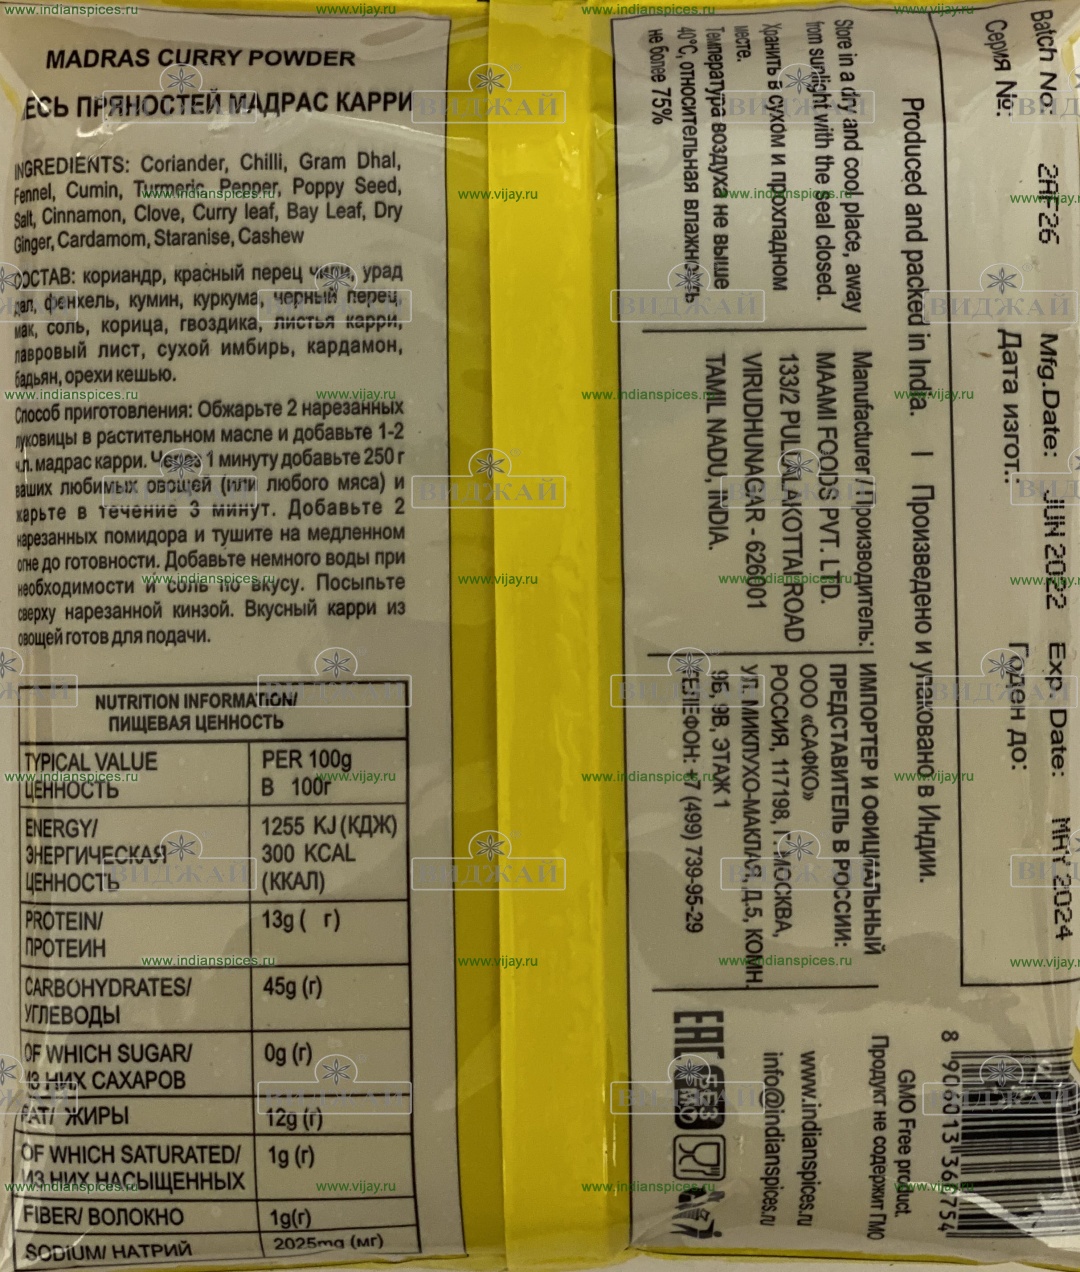 MADRAS CURRY POWDER
ЕСЬ ПРЯНОСТЕЙ МАДРАС КАРРИ
INGREDIENTS: Coriander, Chilli, Gram Dhal,
Fennel, Cumin, Turmeric, Pepper, Poppy Seed,
Salt, Cinnamon, Clove, Curry leaf, Bay Leaf, Dry
Ginger, Cardamom, Staranise, Cashew
СОСТАВ: кориандр, красный перец чили, урад
дал, фенхель, кумин, куркума, черный перец,
мак, соль, корица, гвоздика, листья карри,
лавровый лист, сухой имбирь, кардамон,
бадьян, орехи кешью.
Способ приготовления: Обжарьте 2 нарезанных
луковицы в растительном масле и добавьте 1-2
ч.л. мадрас карри. Через 1 минуту добавьте 250 г
ваших любимых овощей (или любого мяса) и
жарьте в течение 3 минут. Добавьте 2
нарезанных помидора и тушите на медленном
огне до готовности. Добавьте немного воды при
необходимости и соль по вкусу. Посыпьте
сверху нарезанной кинзой. Вкусный карри из
овощей готов для подачи.
NUTRITION INFORMATION/
ПИЩЕВАЯ ЦЕННОСТЬ
TYPICAL VALUE PER 100g
ЦЕННОСТЬ В 100г
ENERGY/ 1255 KJ (КДЖ)
ЭНЕРГИЧЕСКАЯ 300 KCAL
ЦЕННОСТЬ (ККАЛ)
PROTEIN/ 13g ( г)
ПРОТЕИН
CARBOHYDRATES/ 45g (г)
УГЛЕВОДЫ
OF WHICH SUGAR/ 0g (г)
ИЗ НИХ САХАРОВ
FAT/ ЖИРЫ 12g (г)
OF WHICH SATURATED/ 1g (г)
ИЗ НИХ НАСЫЩЕННЫХ
FIBER/ ВОЛОКНО 1g(г)
SODIUM/ НАТРИЙ 2025mg (мг)
Batch No:
Серия №:
Mfg.Date: JUN 2022
Дата изгот.:
Exp. Date: MAY 2024
Годен до:
Produced and packed in India. I Произведено и упаковано в Индии.
Store in a dry and cool place, away
from sunlight with the seal closed.
Хранить в сухом и прохладном
месте.
Температура воздуха не выше
40°C, относительная влажность
не более 75%
Manufacturer / Производитель:
MAAMI FOODS PVT. LTD.
133/2 PULLALAKOTTAI ROAD
VIRUDHUNAGAR - 626001
TAMIL NADU, INDIA.
ИМПОРТЕР И ОФИЦИАЛЬНЫЙ
ПРЕДСТАВИТЕЛЬ В РОССИИ:
ООО «САФКО»
РОССИЯ, 117198, Г МОСКВА,
УЛ. МИКЛУХО-МАКЛАЯ, Д.5, КОМН.
9Б, 9В, ЭТАЖ 1
ТЕЛЕФОН: +7 (499) 739-95-29
GMO Free product.
Продукт не содержит ГМО
www.indianspices.ru
info@indianspices.ru
EAC
ВИДЖАЙ
www.indianspices.ru
www.vijay.ru